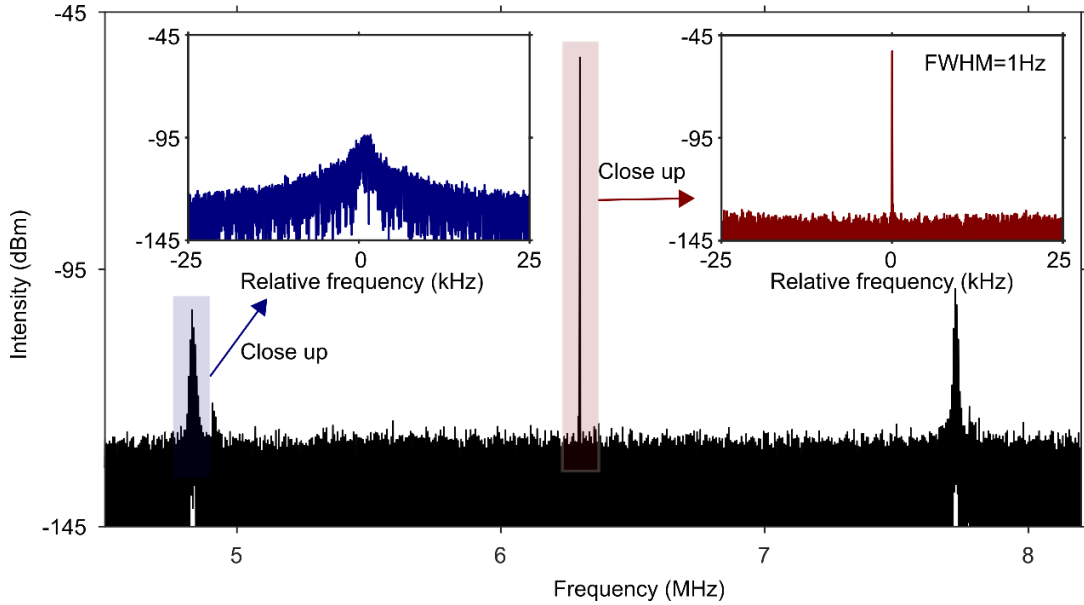 -45
-95
-145
Intensity (dBm)
5
6
7
8
Frequency (MHz)
-45
-95
-145
-25
0
25
Relative frequency (kHz)
Close up
Close up
-45
-95
-145
FWHM=1Hz
-25
0
25
Relative frequency (kHz)